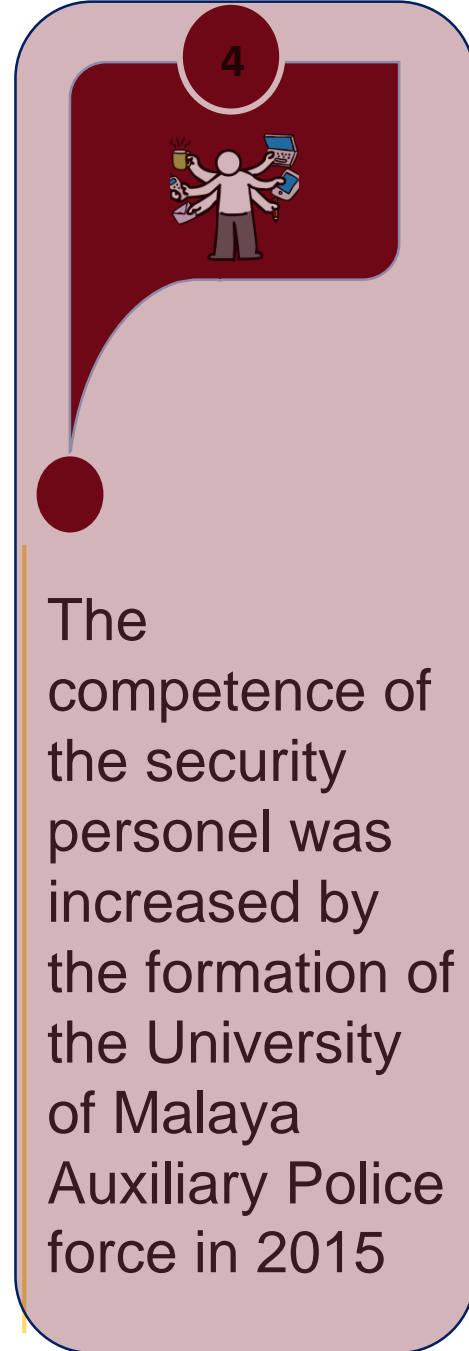 4
The
competence of
the security
personel was
increased by
the formation of
the University
of Malaya
Auxiliary Police
force in 2015